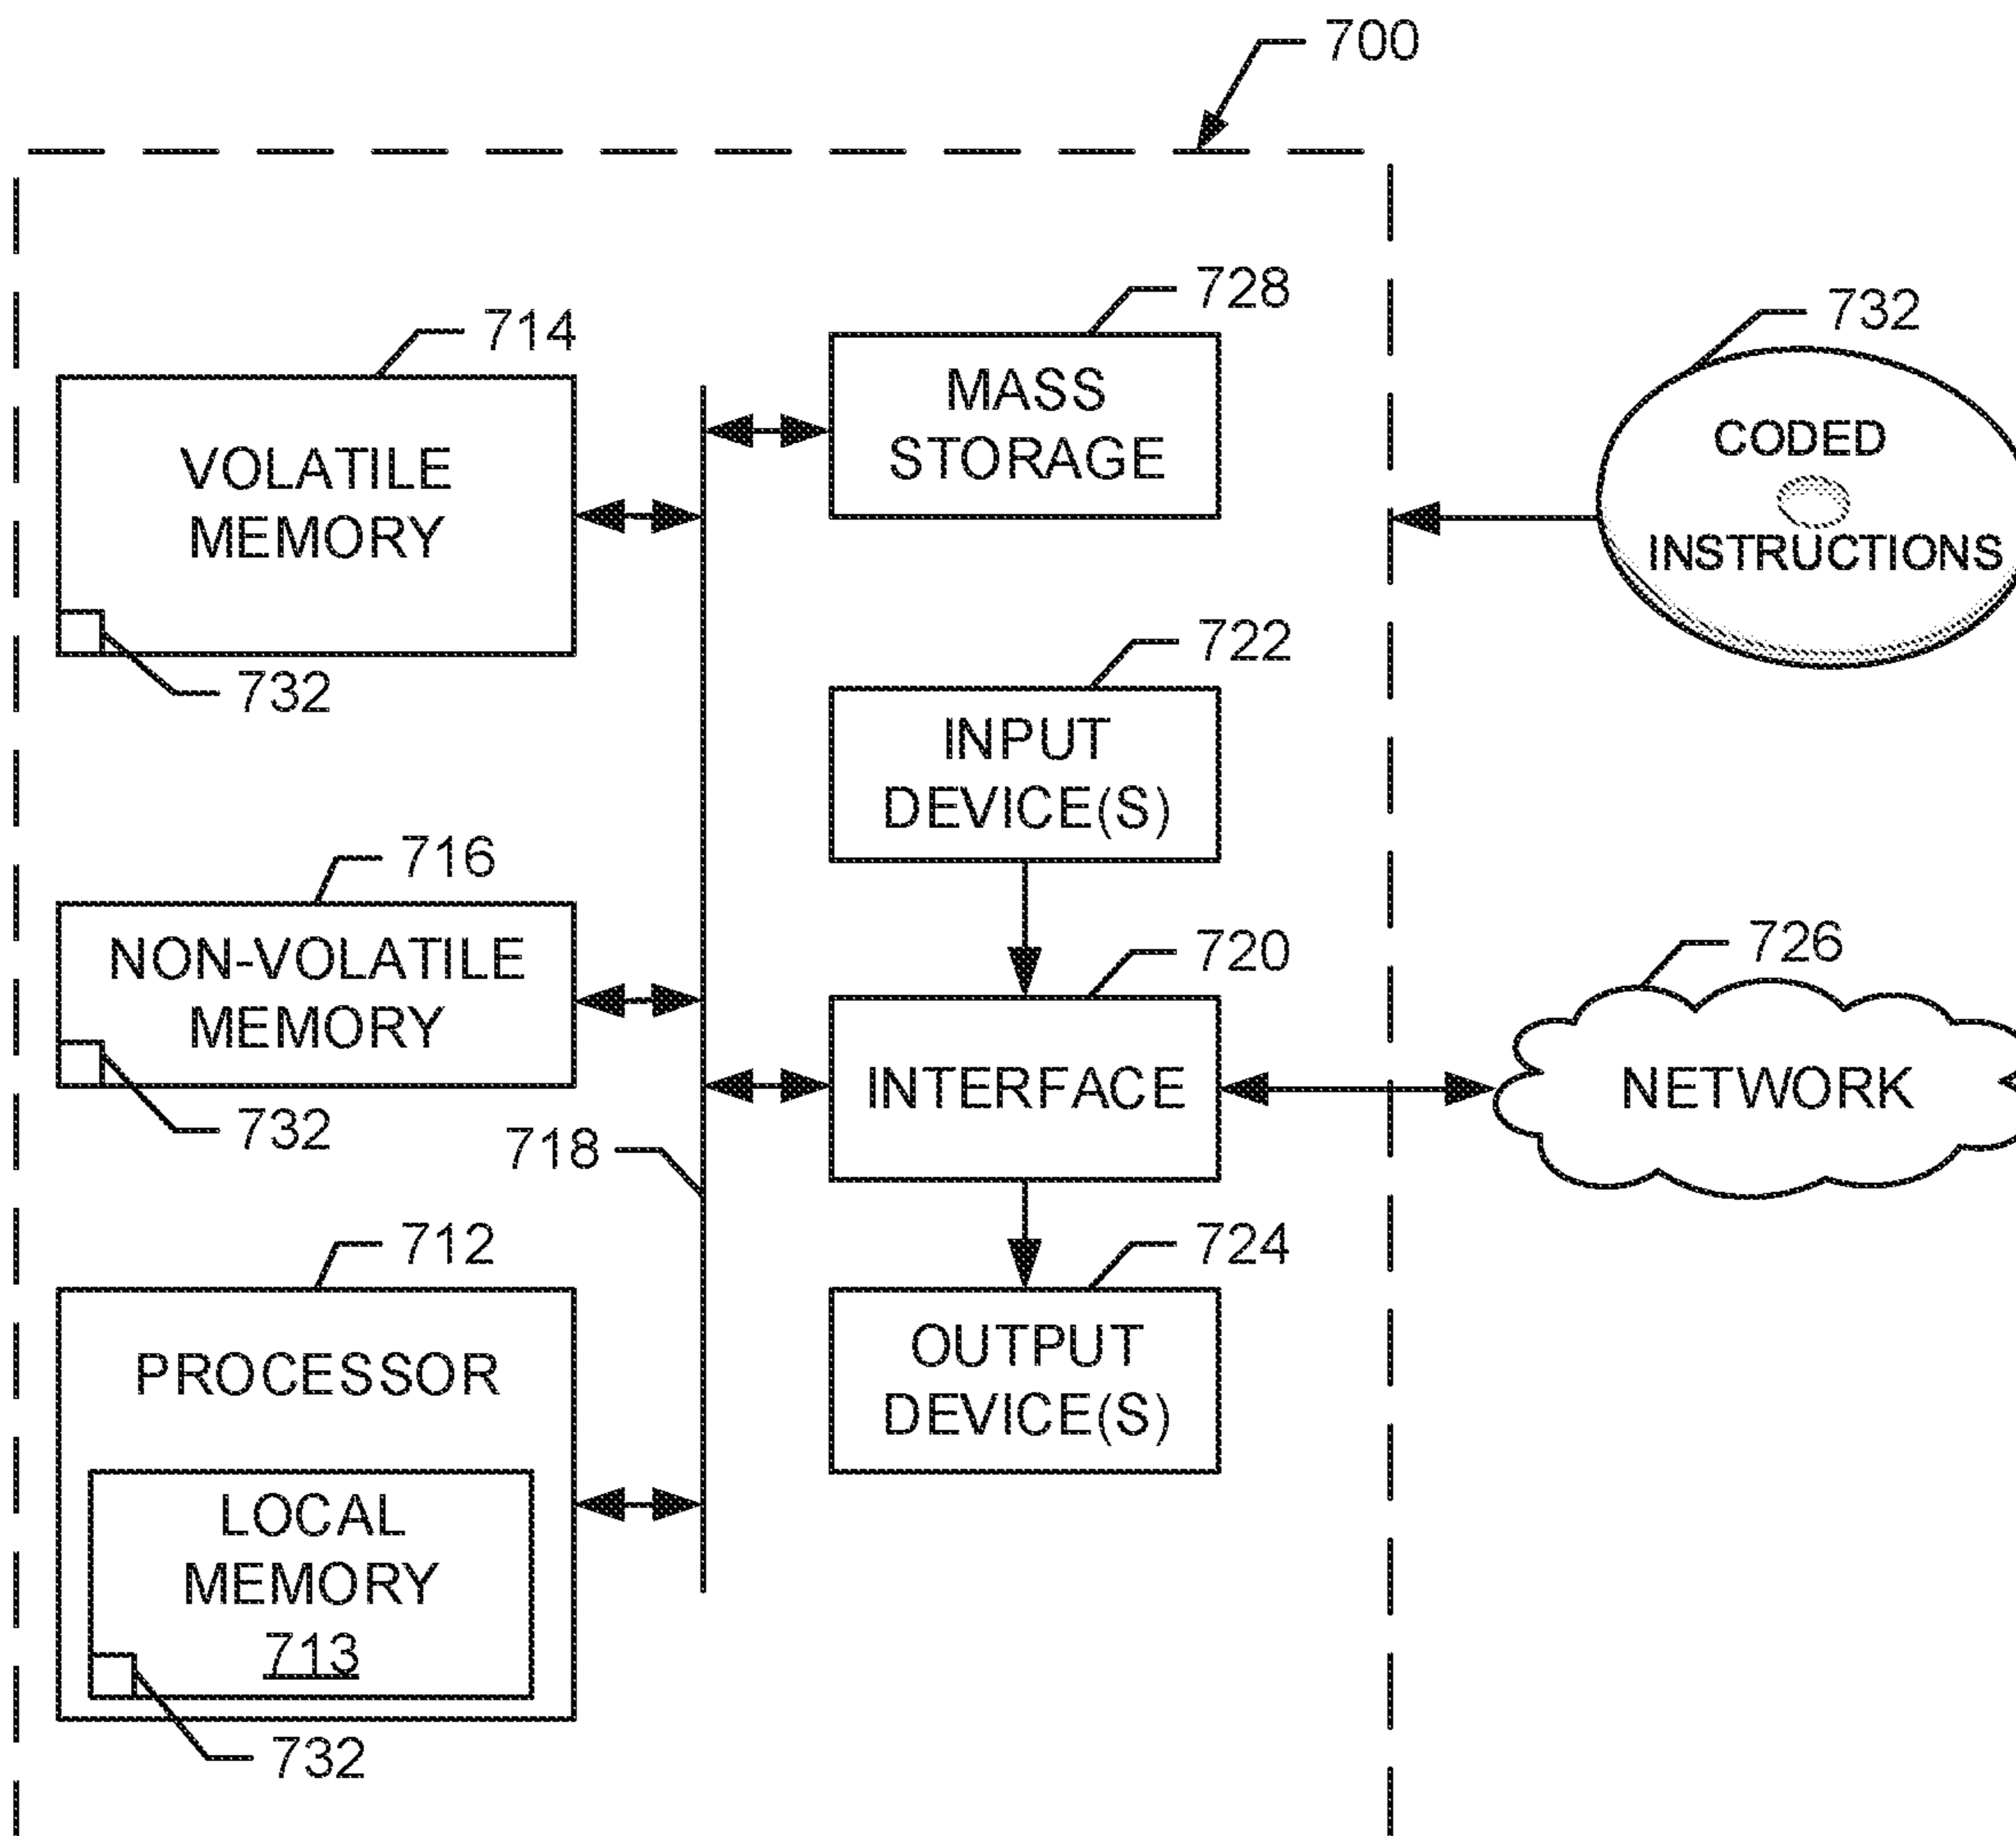 700
728
714
732
MASS
STORAGE
VOLATILE
MEMORY
CODED
INSTRUCTIONS
722
732
INPUT
DEVICE(S)
716
720
726
NON-VOLATILE
MEMORY
INTERFACE
NETWORK
732
718
712
724
PROCESSOR
OUTPUT
DEVICE(S)
LOCAL
MEMORY
713
732